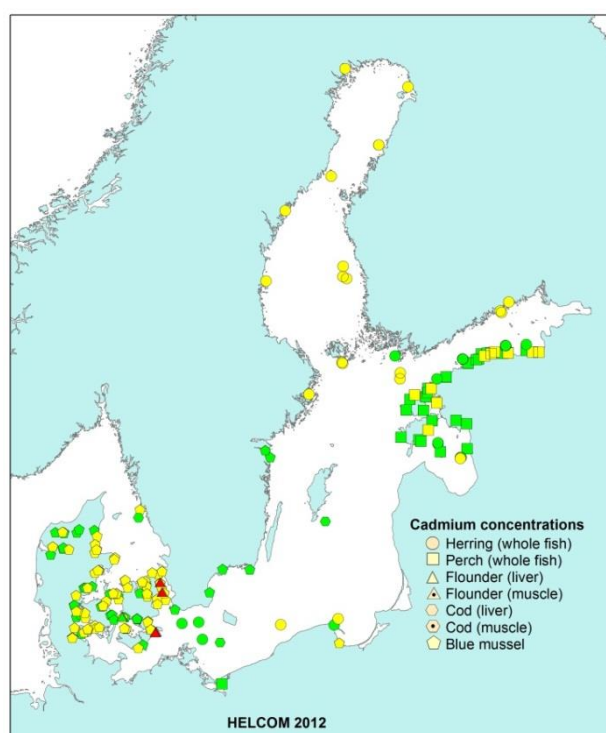 Cadmium concentrations
Herring (whole fish)
Perch (whole fish)
Flounder (liver)
Flounder (muscle)
Cod (liver)
Cod (muscle)
Blue mussel
HELCOM 2012